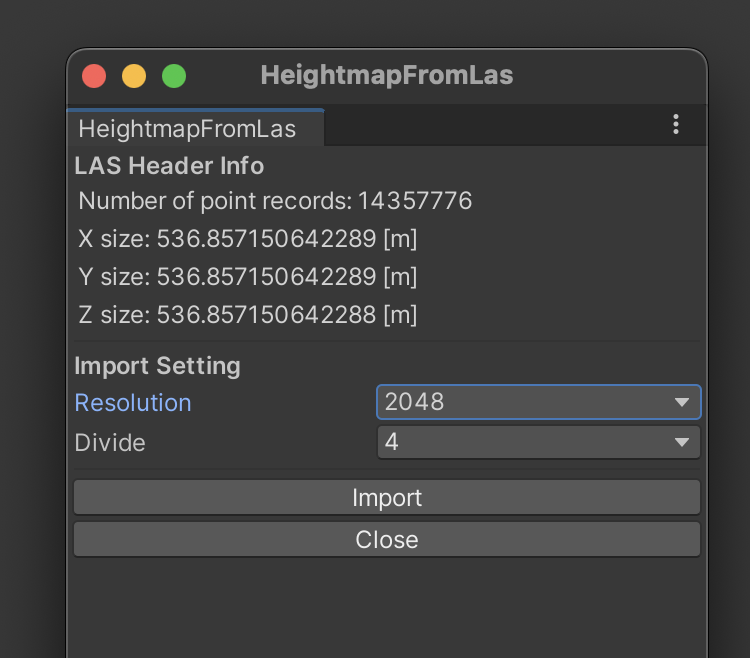 HeightmapFromLas
HeightmapFromLas
LAS Header Info
Number of point records: 14357776
X size: 536.857150642289 [m]
Y size: 536.857150642289 [m]
Z size: 536.857150642288 [m]
Import Setting
Resolution 2048
Divide 4
Import
Close